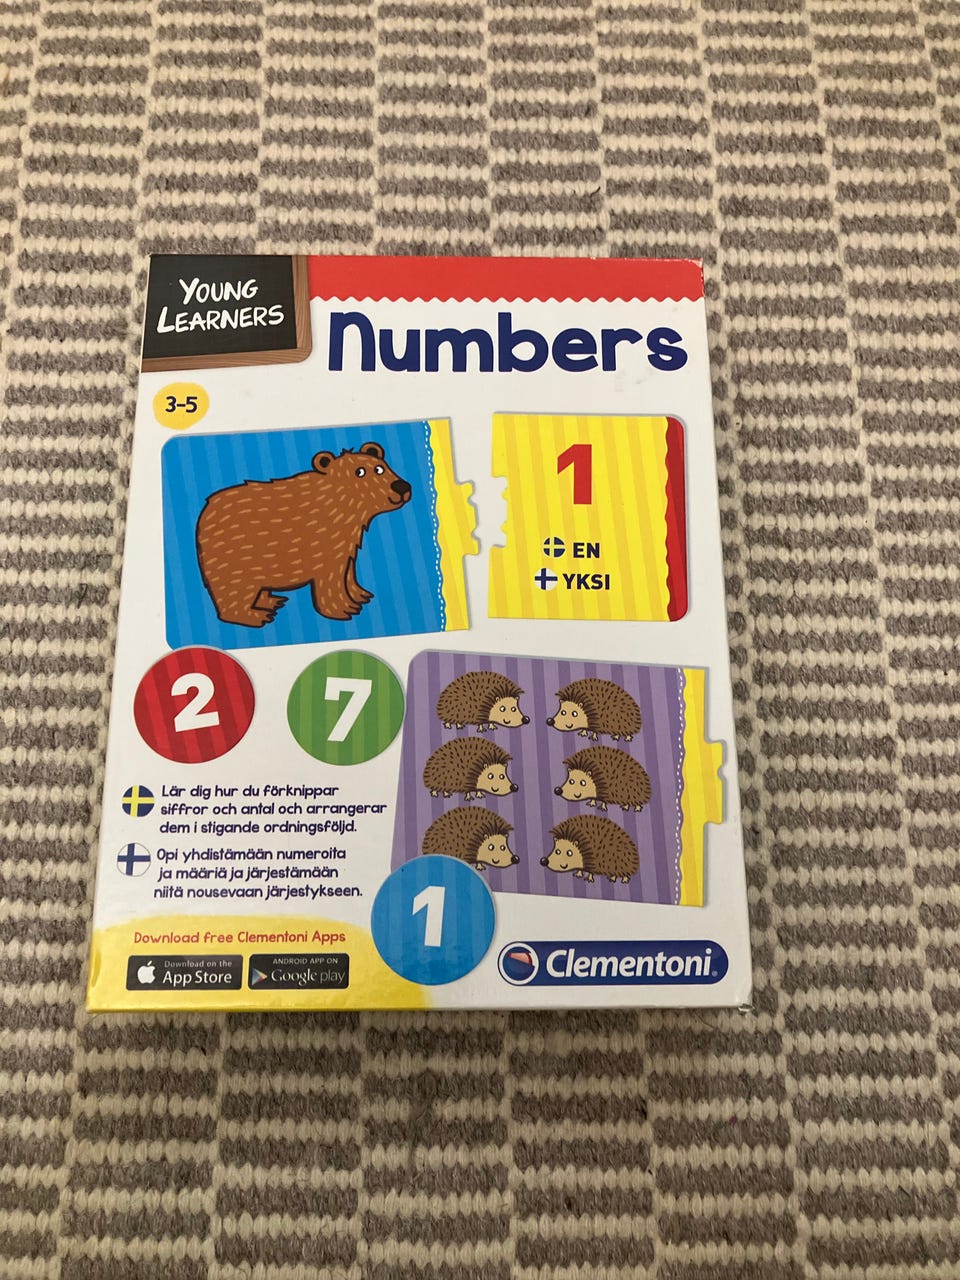 Young
Learners
Numbers
3-5
1
EN
YKSI
2
7
Lär dig hur du förknippar
siffror och antal och arrangerar
dem i stigande ordningsföljd.
Opi yhdistämään numeroita
ja määriä ja järjestämään
niitä nousevaan järjestykseen.
1
Download free Clementoni Apps
Download on the
App Store
ANDROID APP ON
Google play
Clementoni®